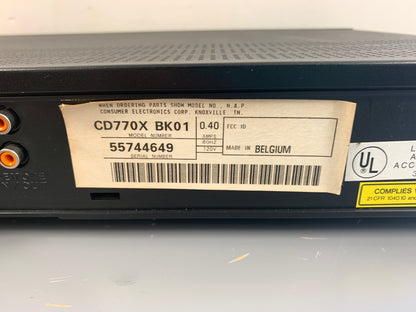 WHEN ORDERING PARTS SHOW MODEL NO., N.A.P.
CONSUMER ELECTRONICS CORP. KNOXVILLE TN.
CD770X BK01
MODEL NUMBER
0.40
AMPS
60HZ
120V
FCC ID
55744649
SERIAL NUMBER
MADE IN BELGIUM
UL
COMPLIES
21 CFR 1040.10 and